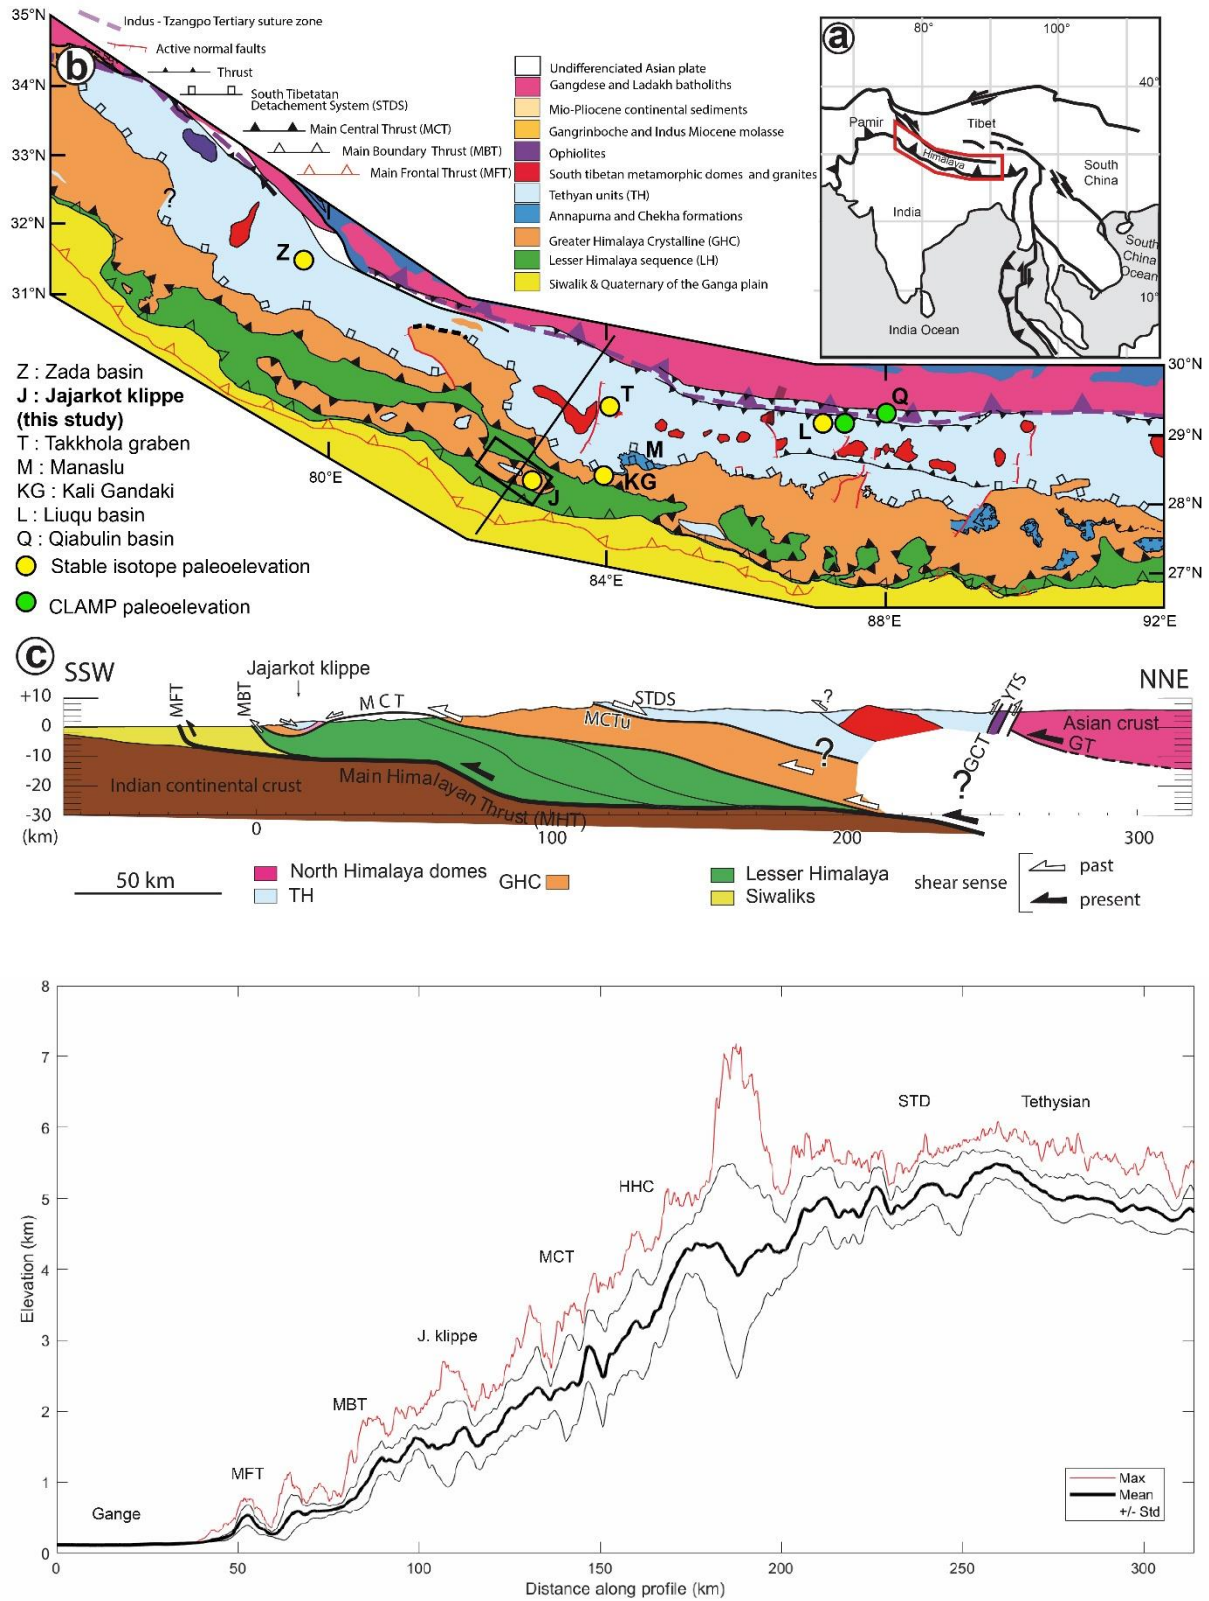 35°N
34°N
33°N
32°N
31°N
b
Indus - Tzangpo Tertiary suture zone
Active normal faults
Thrust
South Tibetatan
Detachement System (STDS)
Main Central Thrust (MCT)
Main Boundary Thrust (MBT)
Main Frontal Thrust (MFT)
Undifferenciated Asian plate
Gangdese and Ladakh batholiths
Mio-Pliocene continental sediments
Gangrinboche and Indus Miocene molasse
Ophiolites
South tibetan metamorphic domes and granites
Tethyan units (TH)
Annapurna and Chekha formations
Greater Himalaya Crystalline (GHC)
Lesser Himalaya sequence (LH)
Siwalik & Quaternary of the Ganga plain
a
80°
100°
40°
10°
Pamir
Tibet
Himalaya
South
China
India
South
China
Ocean
India Ocean
?
Z
T
M
KG
J
L
Q
30°N
29°N
28°N
27°N
80°E
84°E
88°E
92°E
Z : Zada basin
J : Jajarkot klippe
(this study)
T : Takkhola graben
M : Manaslu
KG : Kali Gandaki
L : Liuqu basin
Q : Qiabulin basin
Stable isotope paleoelevation
CLAMP paleoelevation
c
SSW
NNE
Jajarkot klippe
+10
0
-10
-20
-30
(km)
MFT
MBT
MCT
STDS
MCTu
?
?
?
GCT
YTS
Asian crust
GT
Indian continental crust
Main Himalayan Thrust (MHT)
0
100
200
300
50 km
North Himalaya domes
TH
GHC
Lesser Himalaya
Siwaliks
shear sense
past
present
8
7
6
5
4
3
2
1
0
Elevation (km)
Gange
MFT
MBT
J. klippe
MCT
HHC
STD
Tethysian
Max
Mean
+/- Std
0
50
100
150
200
250
300
Distance along profile (km)